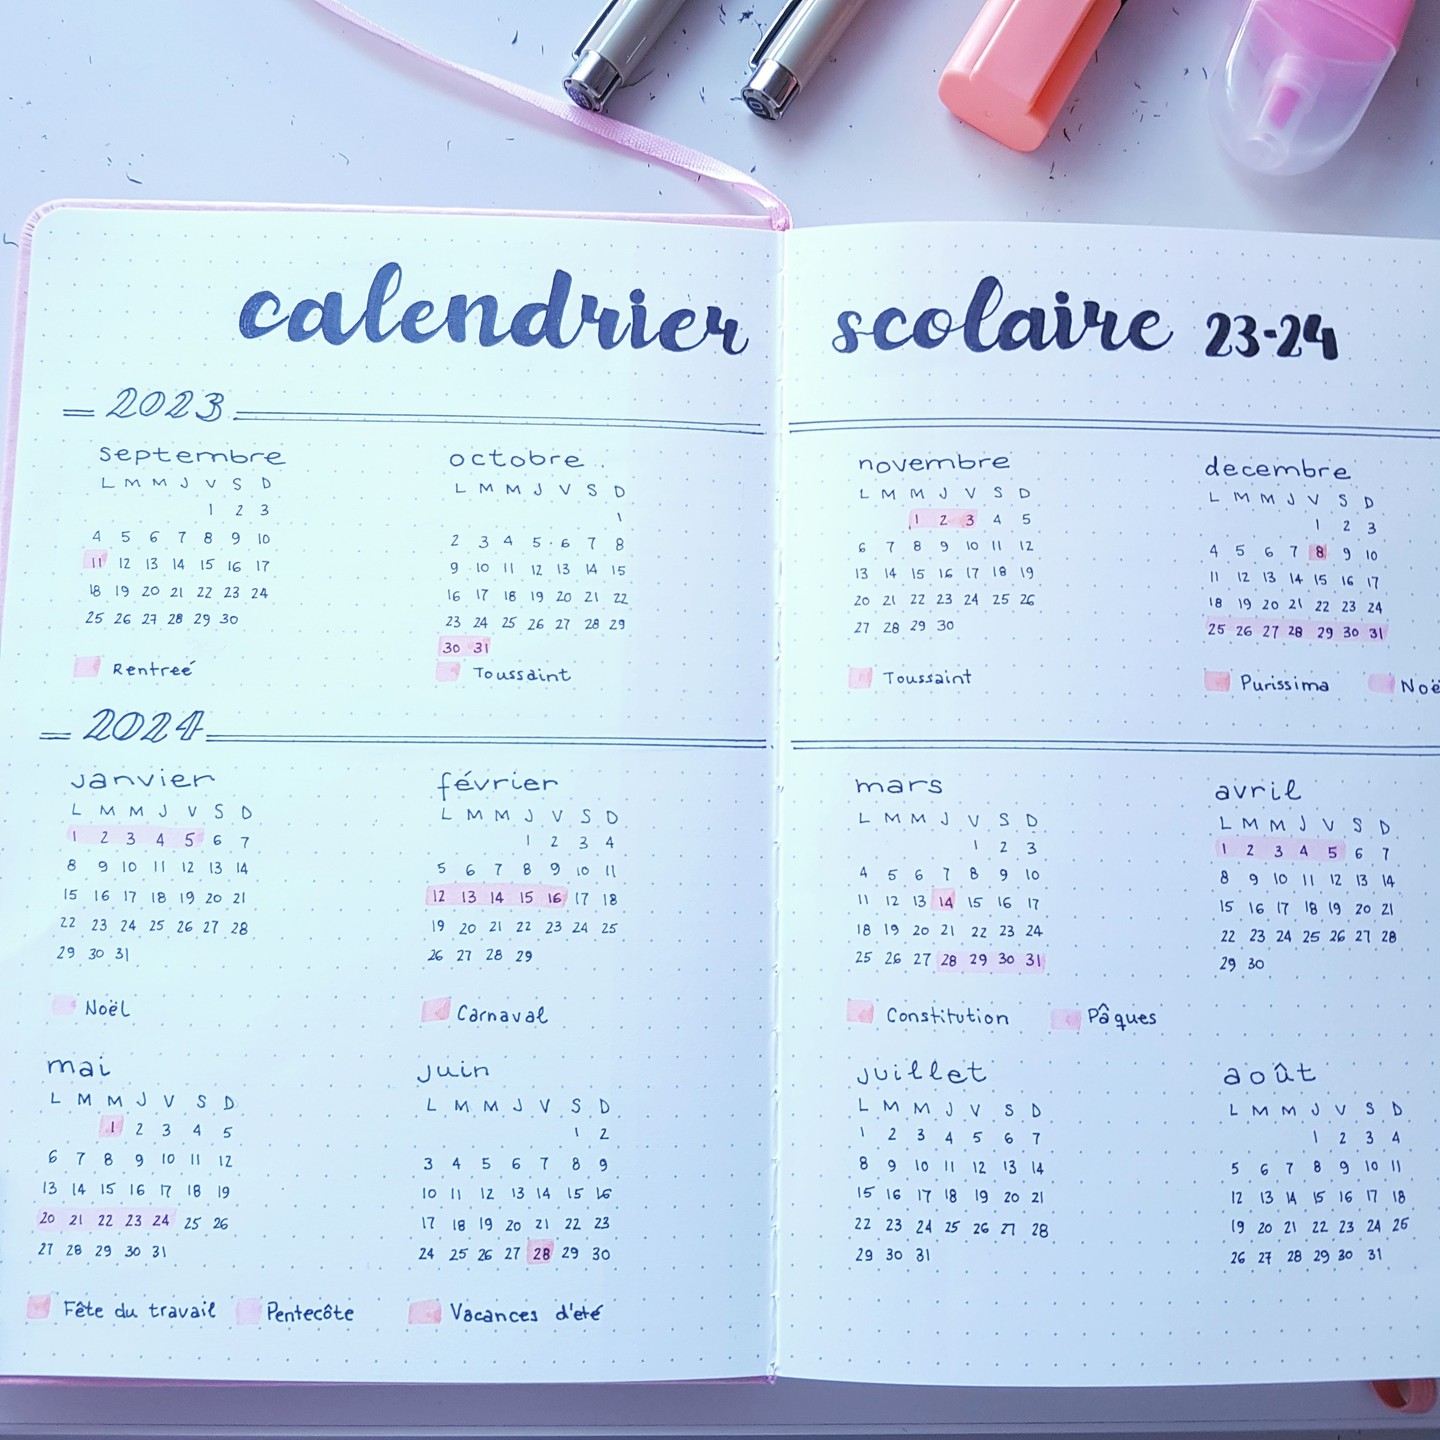 calendrier scolaire 23-24
2023
septembre
L M M J V S D
1 2 3
4 5 6 7 8 9 10
11 12 13 14 15 16 17
18 19 20 21 22 23 24
25 26 27 28 29 30
Rentreé
octobre
L M M J V S D
1
2 3 4 5 6 7 8
9 10 11 12 13 14 15
16 17 18 19 20 21 22
23 24 25 26 27 28 29
30 31
Toussaint
novembre
L M M J V S D
1 2 3 4 5
6 7 8 9 10 11 12
13 14 15 16 17 18 19
20 21 22 23 24 25 26
27 28 29 30
Toussaint
decembre
L M M J V S D
1 2 3
4 5 6 7 8 9 10
11 12 13 14 15 16 17
18 19 20 21 22 23 24
25 26 27 28 29 30 31
Purissima Noë
2024
janvier
L M M J V S D
1 2 3 4 5 6 7
8 9 10 11 12 13 14
15 16 17 18 19 20 21
22 23 24 25 26 27 28
29 30 31
Noël
février
L M M J V S D
1 2 3 4
5 6 7 8 9 10 11
12 13 14 15 16 17 18
19 20 21 22 23 24 25
26 27 28 29
Carnaval
mars
L M M J V S D
1 2 3
4 5 6 7 8 9 10
11 12 13 14 15 16 17
18 19 20 21 22 23 24
25 26 27 28 29 30 31
Constitution Pâques
avril
L M M J V S D
1 2 3 4 5 6 7
8 9 10 11 12 13 14
15 16 17 18 19 20 21
22 23 24 25 26 27 28
29 30
mai
L M M J V S D
1 2 3 4 5
6 7 8 9 10 11 12
13 14 15 16 17 18 19
20 21 22 23 24 25 26
27 28 29 30 31
Fête du travail Pentecôte
juin
L M M J V S D
1 2
3 4 5 6 7 8 9
10 11 12 13 14 15 16
17 18 19 20 21 22 23
24 25 26 27 28 29 30
Vacances d'eté
juillet
L M M J V S D
1 2 3 4 5 6 7
8 9 10 11 12 13 14
15 16 17 18 19 20 21
22 23 24 25 26 27 28
29 30 31
août
L M M J V S D
1 2 3 4
5 6 7 8 9 10 11
12 13 14 15 16 17 18
19 20 21 22 23 24 25
26 27 28 29 30 31